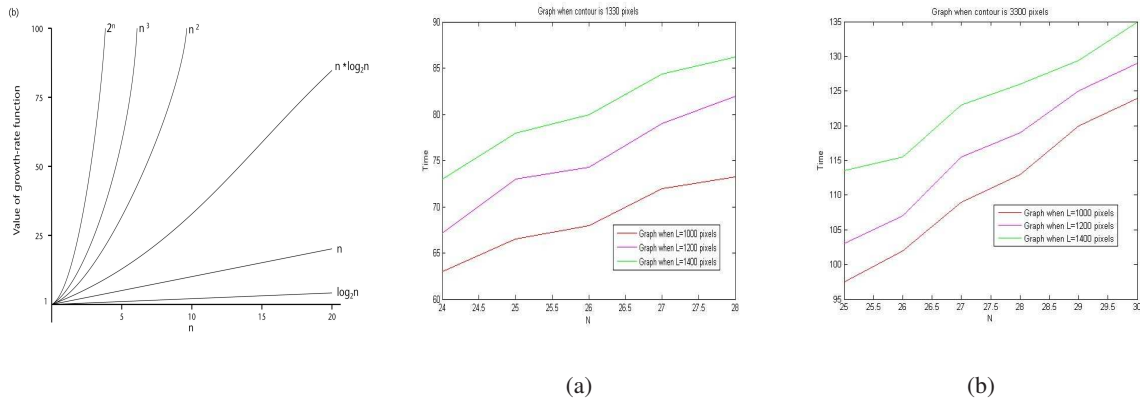 (b)
Value of growth-rate function
100
75
50
25
1
5
10
15
20
n
2ⁿ
n³
n²
n*log₂n
n
log₂n
Graph when contour is 1330 pixels
Time
90
85
80
75
70
65
60
24
24.5
25
25.5
26
26.5
27
27.5
28
N
Graph when L=1000 pixels
Graph when L=1200 pixels
Graph when L=1400 pixels
(a)
Graph when contour is 3300 pixels
Time
135
130
125
120
115
110
105
100
95
25
25.5
26
26.5
27
27.5
28
28.5
29
29.5
30
N
Graph when L=1000 pixels
Graph when L=1200 pixels
Graph when L=1400 pixels
(b)